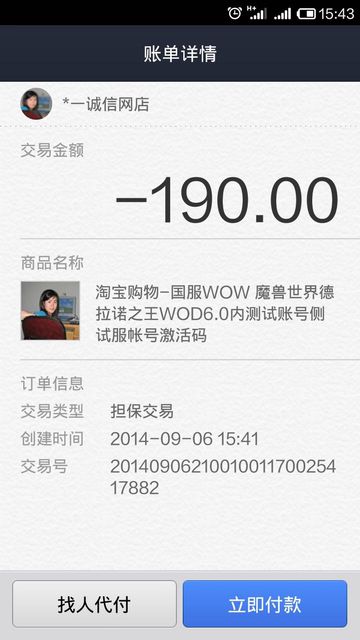 H+ 15:43
账单详情
*一诚信网店
交易金额
-190.00
商品名称
淘宝购物-国服WOW 魔兽世界德
拉诺之王WOD6.0内测试账号侧
试服帐号激活码
订单信息
交易类型 担保交易
创建时间 2014-09-06 15:41
交易号 20140906210010011700254
17882
找人代付 立即付款